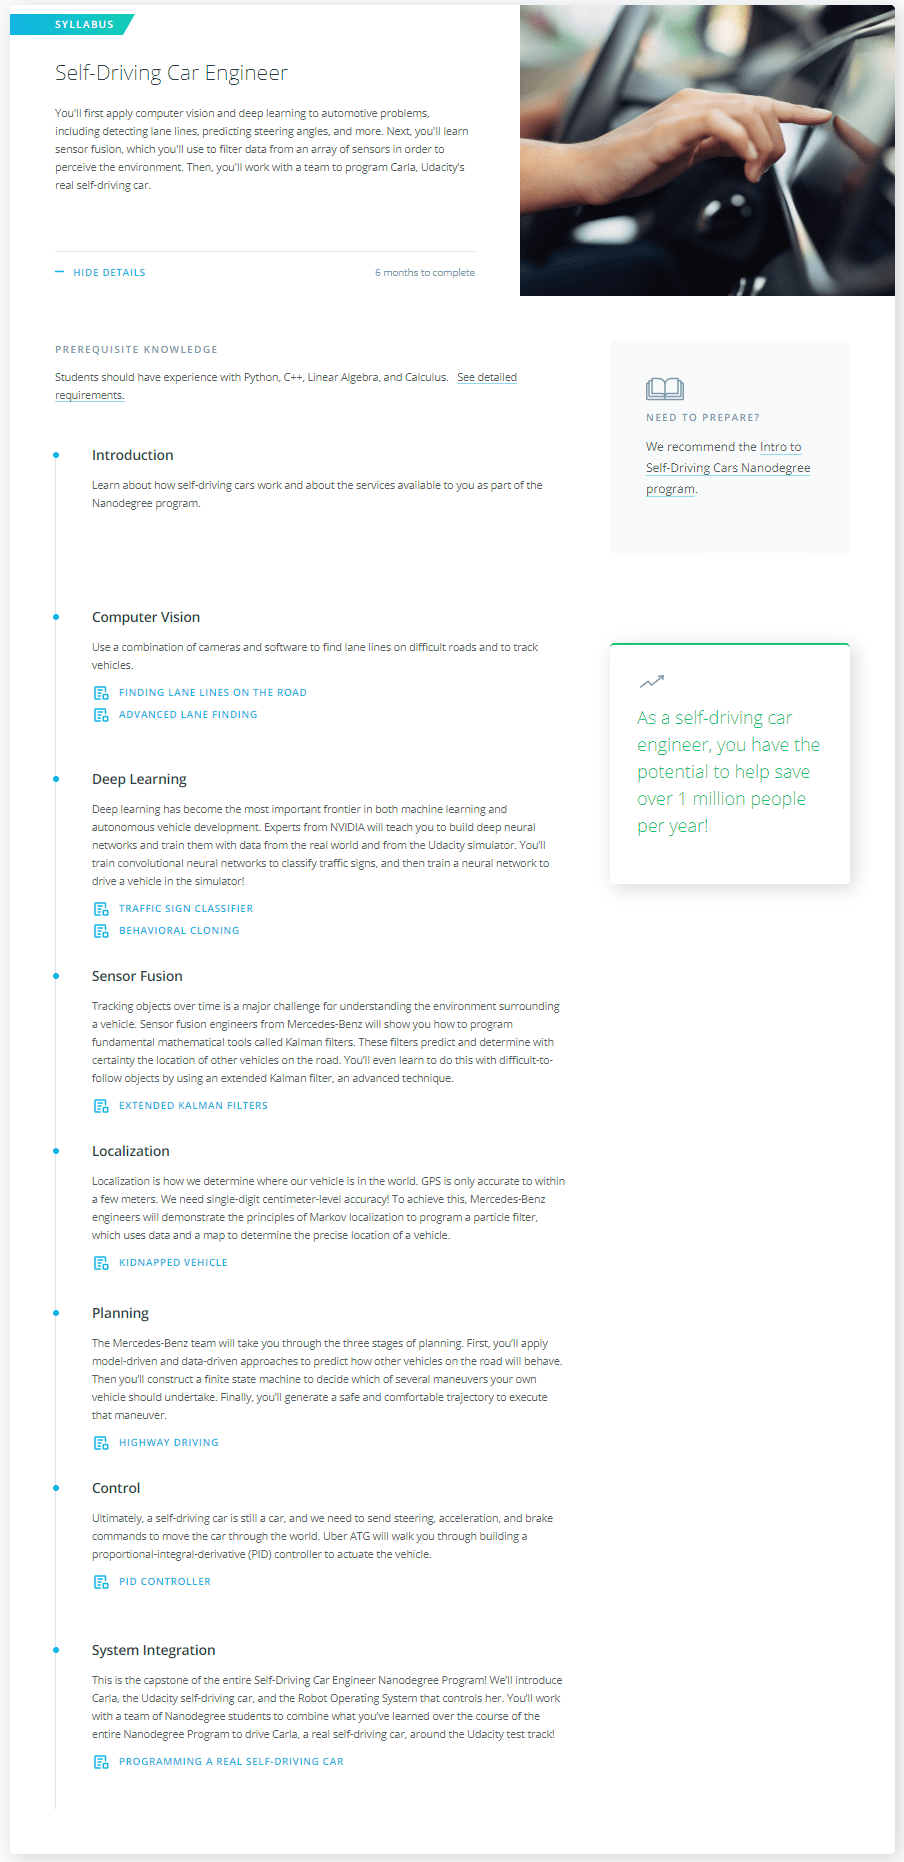 SYLLABUS
Self-Driving Car Engineer
You'll first apply computer vision and deep learning to automotive problems,
including detecting lane lines, predicting steering angles, and more. Next, you'll learn
sensor fusion, which you'll use to filter data from an array of sensors in order to
perceive the environment. Then, you'll work with a team to program Carla, Udacity's
real self-driving car.
HIDE DETAILS
6 months to complete
PREREQUISITE KNOWLEDGE
Students should have experience with Python, C++, Linear Algebra, and Calculus. See detailed
requirements.
NEED TO PREPARE?
We recommend the Intro to
Self-Driving Cars Nanodegree
program.
Introduction
Learn about how self-driving cars work and about the services available to you as part of the
Nanodegree program.
Computer Vision
Use a combination of cameras and software to find lane lines on difficult roads and to track
vehicles.
FINDING LANE LINES ON THE ROAD
ADVANCED LANE FINDING
As a self-driving car
engineer, you have the
potential to help save
over 1 million people
per year!
Deep Learning
Deep learning has become the most important frontier in both machine learning and
autonomous vehicle development. Experts from NVIDIA will teach you to build deep neural
networks and train them with data from the real world and from the Udacity simulator. You'll
train convolutional neural networks to classify traffic signs, and then train a neural network to
drive a vehicle in the simulator!
TRAFFIC SIGN CLASSIFIER
BEHAVIORAL CLONING
Sensor Fusion
Tracking objects over time is a major challenge for understanding the environment surrounding
a vehicle. Sensor fusion engineers from Mercedes-Benz will show you how to program
fundamental mathematical tools called Kalman filters. These filters predict and determine with
certainty the location of other vehicles on the road. You'll even learn to do this with difficult-to-
follow objects by using an extended Kalman filter, an advanced technique.
EXTENDED KALMAN FILTERS
Localization
Localization is how we determine where our vehicle is in the world. GPS is only accurate to within
a few meters. We need single-digit centimeter-level accuracy! To achieve this, Mercedes-Benz
engineers will demonstrate the principles of Markov localization to program a particle filter,
which uses data and a map to determine the precise location of a vehicle.
KIDNAPPED VEHICLE
Planning
The Mercedes-Benz team will take you through the three stages of planning. First, you'll apply
model-driven and data-driven approaches to predict how other vehicles on the road will behave.
Then you'll construct a finite state machine to decide which of several maneuvers your own
vehicle should undertake. Finally, you'll generate a safe and comfortable trajectory to execute
that maneuver.
HIGHWAY DRIVING
Control
Ultimately, a self-driving car is still a car, and we need to send steering, acceleration, and brake
commands to move the car through the world. Uber ATG will walk you through building a
proportional-integral-derivative (PID) controller to actuate the vehicle.
PID CONTROLLER
System Integration
This is the capstone of the entire Self-Driving Car Engineer Nanodegree Program! We'll introduce
Carla, the Udacity self-driving car, and the Robot Operating System that controls her. You'll work
with a team of Nanodegree students to combine what you've learned over the course of the
entire Nanodegree Program to drive Carla, a real self-driving car, around the Udacity test track!
PROGRAMMING A REAL SELF-DRIVING CAR